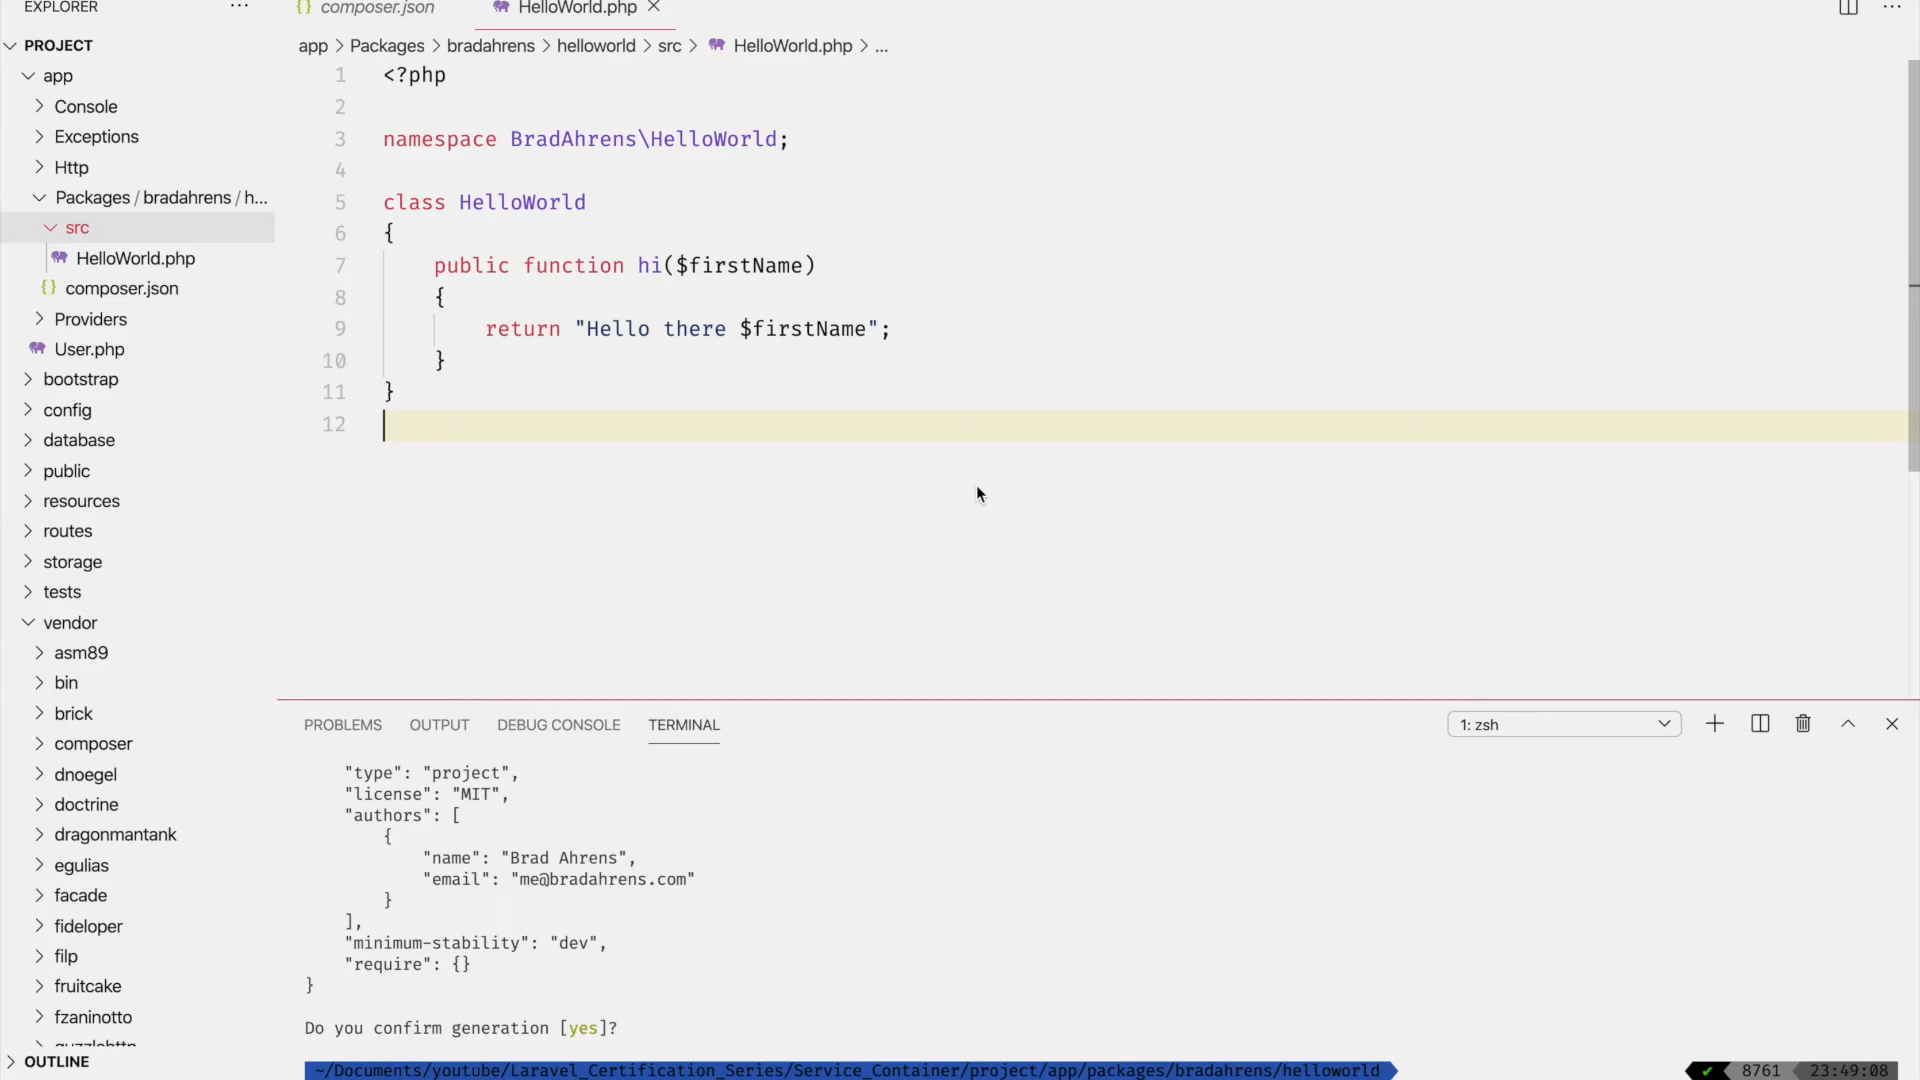 EXPLORER
···
PROJECT
app
Console
Exceptions
Http
Packages / bradahrens / h...
src
HelloWorld.php
{} composer.json
Providers
User.php
bootstrap
config
database
public
resources
routes
storage
tests
vendor
asm89
bin
brick
composer
dnoegel
doctrine
dragonmantank
egulias
facade
fideloper
filp
fruitcake
fzaninotto
guzzlehttp
OUTLINE
{} composer.json
HelloWorld.php
app > Packages > bradahrens > helloworld > src > HelloWorld.php > ...
1 <?php
2
3 namespace BradAhrens\HelloWorld;
4
5 class HelloWorld
6 {
7 public function hi($firstName)
8 {
9 return "Hello there $firstName";
10 }
11 }
12
PROBLEMS OUTPUT DEBUG CONSOLE TERMINAL
1: zsh
"type": "project",
"license": "MIT",
"authors": [
{
"name": "Brad Ahrens",
"email": "me@bradahrens.com"
}
],
"minimum-stability": "dev",
"require": {}
}
Do you confirm generation [yes]?
~/Documents/youtube/Laravel_Certification_Series/Service_Container/project/app/packages/bradahrens/helloworld
✔ 8761 23:49:08